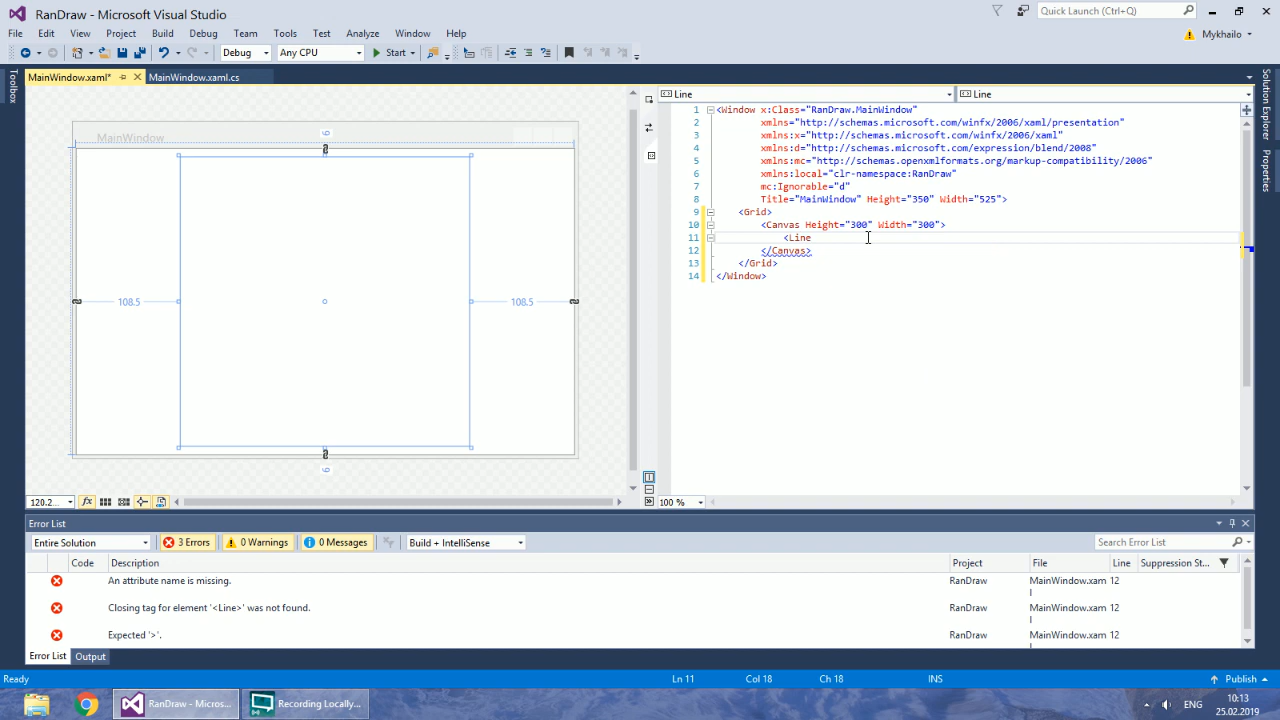 RanDraw - Microsoft Visual Studio
Quick Launch (Ctrl+Q)
File Edit View Project Build Debug Team Tools Test Analyze Window Help
Mykhailo
Debug Any CPU Start
Toolbox
MainWindow.xaml* MainWindow.xaml.cs
Solution Explorer
Properties
MainWindow
9
108.5 108.5
9
120.2... fx
Line Line
1 <Window x:Class="RanDraw.MainWindow"
2 xmlns="http://schemas.microsoft.com/winfx/2006/xaml/presentation"
3 xmlns:x="http://schemas.microsoft.com/winfx/2006/xaml"
4 xmlns:d="http://schemas.microsoft.com/expression/blend/2008"
5 xmlns:mc="http://schemas.openxmlformats.org/markup-compatibility/2006"
6 xmlns:local="clr-namespace:RanDraw"
7 mc:Ignorable="d"
8 Title="MainWindow" Height="350" Width="525">
9 <Grid>
10 <Canvas Height="300" Width="300">
11 <Line
12 </Canvas>
13 </Grid>
14 </Window>
100 %
Error List
Entire Solution 3 Errors 0 Warnings 0 Messages Build + IntelliSense Search Error List
Code Description Project File Line Suppression St...
An attribute name is missing. RanDraw MainWindow.xam 12
l
Closing tag for element '<Line>' was not found. RanDraw MainWindow.xam 12
l
Expected '>'. RanDraw MainWindow.xam 12
Error List Output
Ready Ln 11 Col 18 Ch 18 INS Publish
RanDraw - Micros... Recording Locally... ENG 10:13
25.02.2019